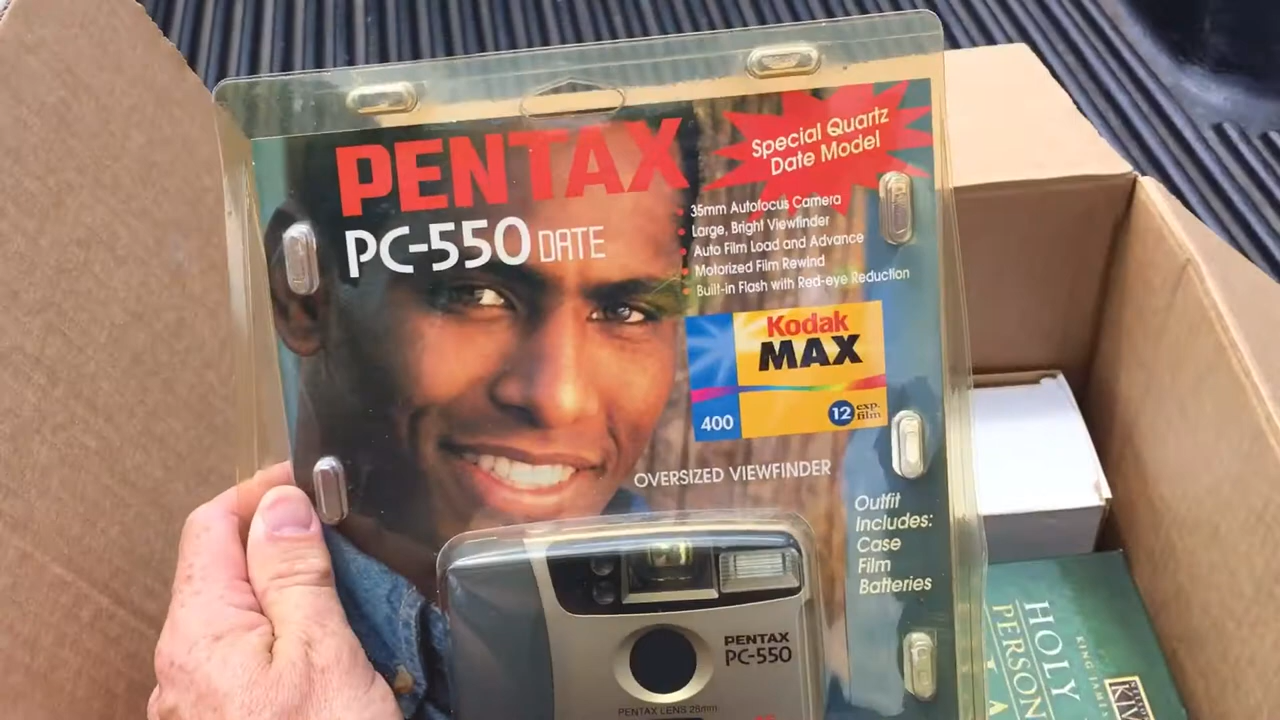 PENTAX
PC-550 DATE
Special Quartz
Date Model
35mm Autofocus Camera
Large, Bright Viewfinder
Auto Film Load and Advance
Motorized Film Rewind
Built-in Flash with Red-eye Reduction
Kodak
MAX
400
12 exp.
film
OVERSIZED VIEWFINDER
Outfit
Includes:
Case
Film
Batteries
PENTAX
PC-550
PENTAX LENS 28mm
HOLY
PERSON
KING JAMES